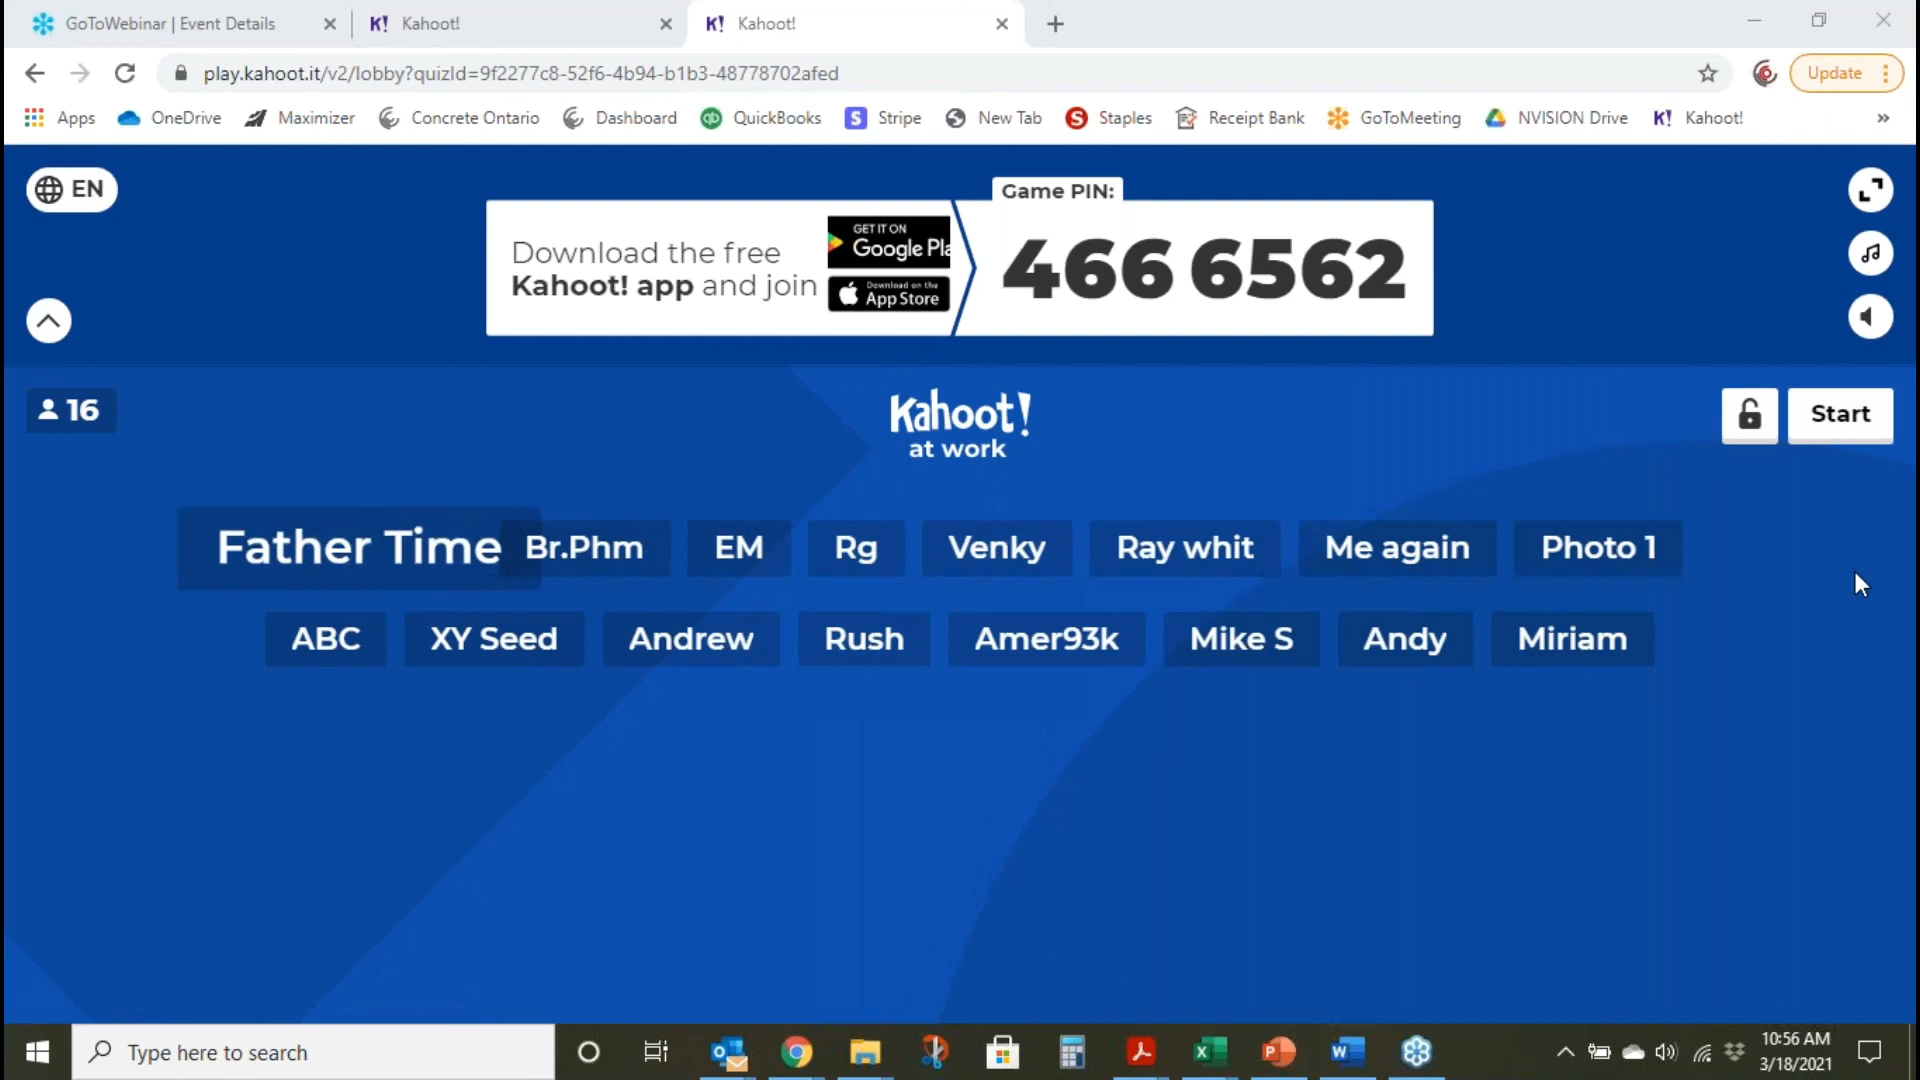 GoToWebinar | Event Details
K! Kahoot!
K! Kahoot!
play.kahoot.it/v2/lobby?quizId=9f2277c8-52f6-4b94-b1b3-48778702afed
Update
Apps OneDrive Maximizer Concrete Ontario Dashboard QuickBooks Stripe New Tab Staples Receipt Bank GoToMeeting NVISION Drive K! Kahoot! »
EN
Download the free
Kahoot! app and join
GET IT ON
Google Pla
Download on the
App Store
Game PIN:
466 6562
16
Kahoot!
at work
Start
Father Time Br.Phm EM Rg Venky Ray whit Me again Photo 1
ABC XY Seed Andrew Rush Amer93k Mike S Andy Miriam
Type here to search
10:56 AM
3/18/2021